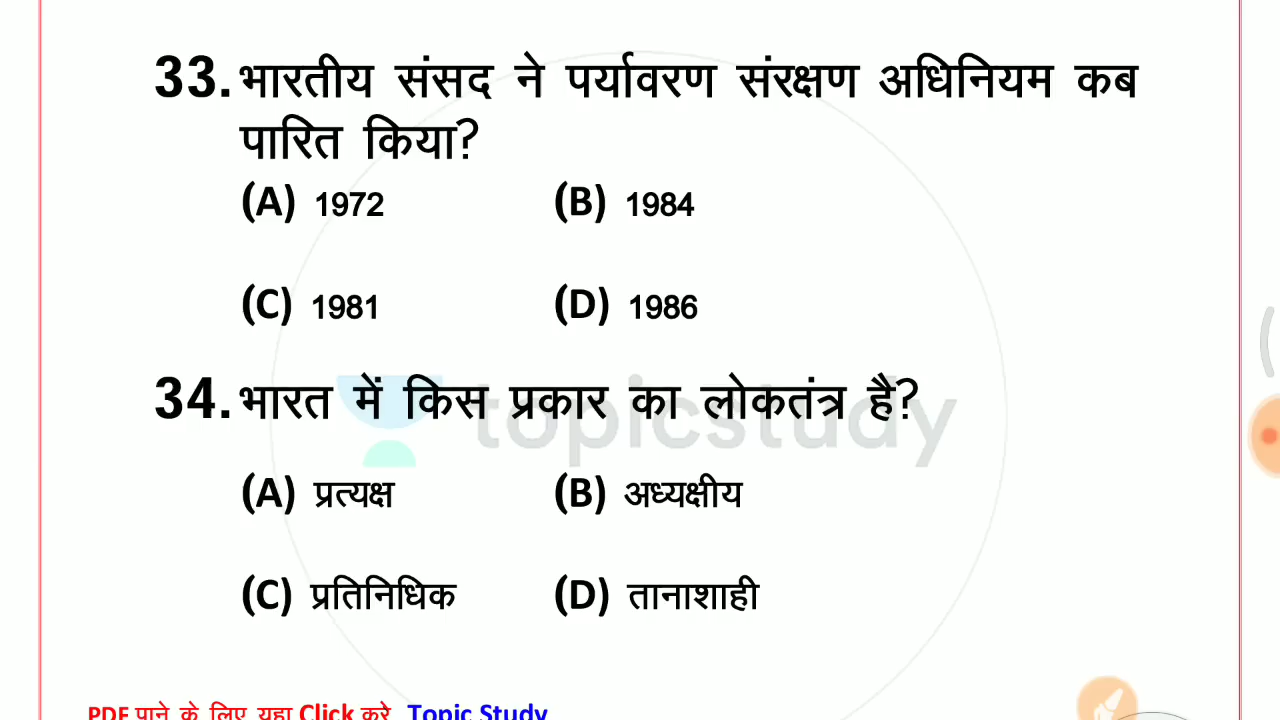 33. भारतीय संसद ने पर्यावरण संरक्षण अधिनियम कब
पारित किया?
(A) 1972 (B) 1984
(C) 1981 (D) 1986
34. भारत में किस प्रकार का लोकतंत्र है?
topicstudy
(A) प्रत्यक्ष (B) अध्यक्षीय
(C) प्रतिनिधिक (D) तानाशाही
PDF पाने के लिए यहा Click करे Topic Study